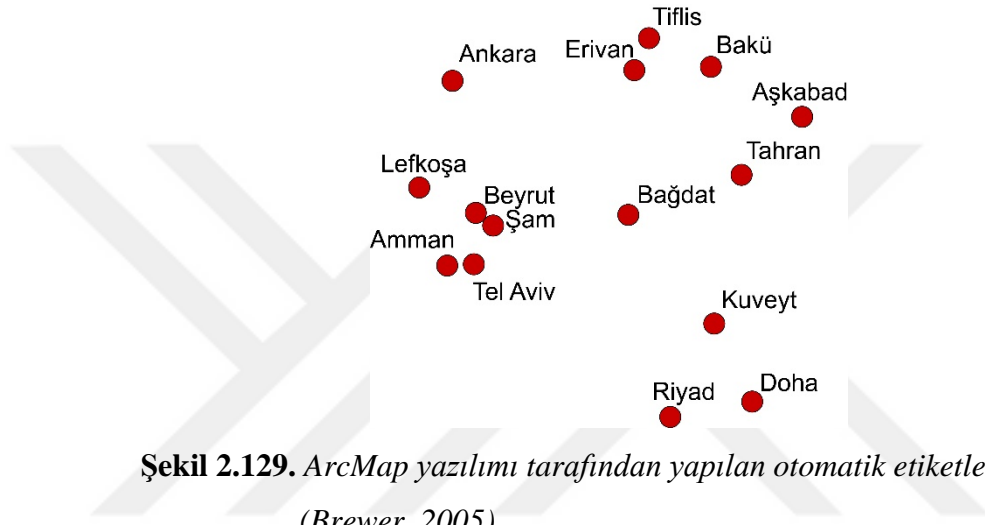 Tiflis
Ankara
Erivan
Bakü
Aşkabad
Tahran
Lefkoşa
Beyrut
Bağdat
Şam
Amman
Tel Aviv
Kuveyt
Riyad
Doha
Şekil 2.129. ArcMap yazılımı tarafından yapılan otomatik etiketle
(Brewer, 2005)